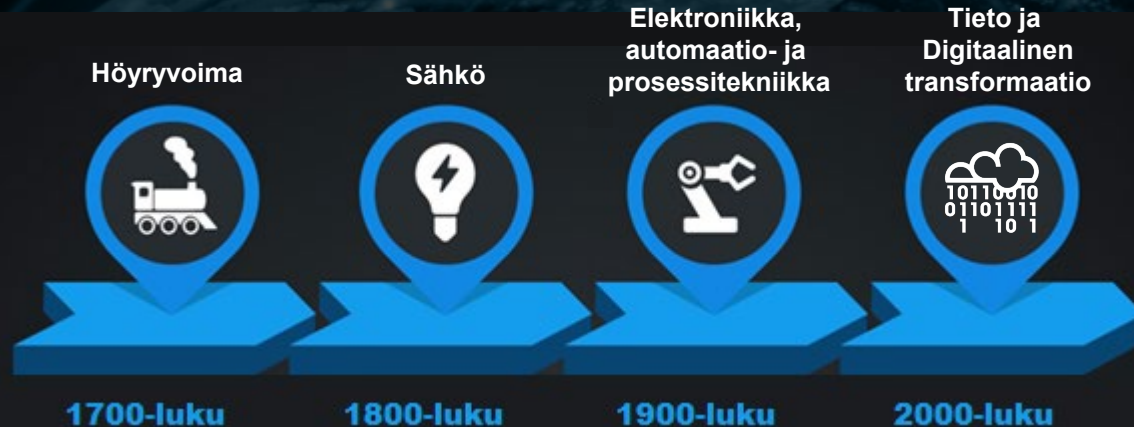 Höyryvoima
Sähkö
Elektroniikka,
automaatio- ja
prosessitekniikka
Tieto ja
Digitaalinen
transformaatio
10110010
01101111
1 10 1
1700-luku
1800-luku
1900-luku
2000-luku